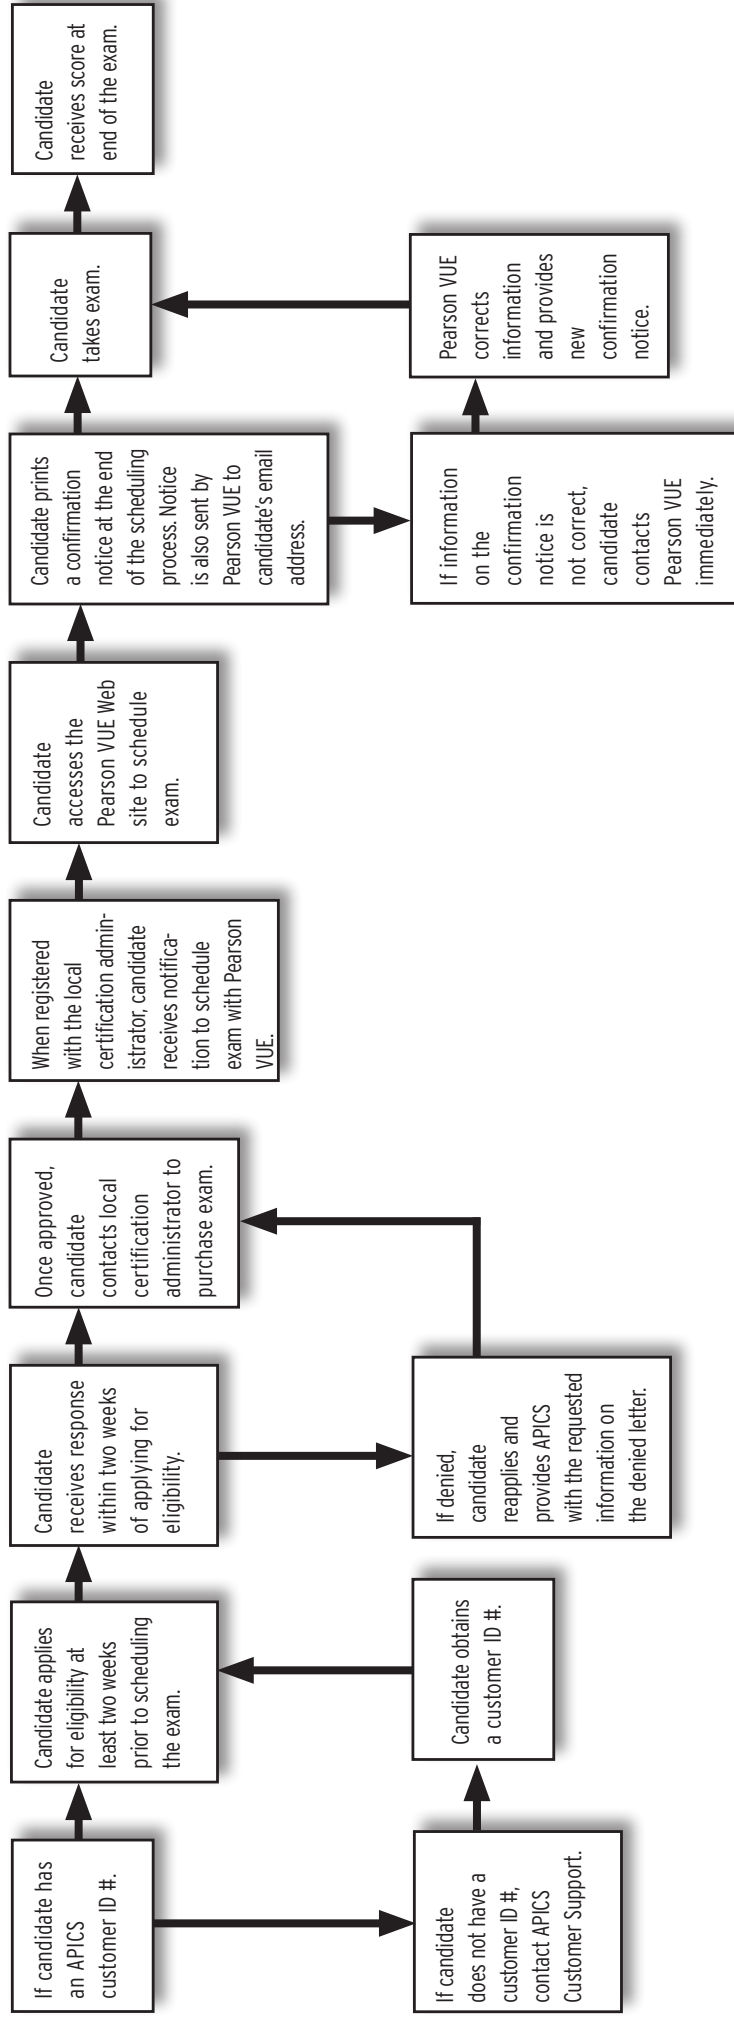 If candidate has
an APICS
customer ID #.
If candidate
does not have a
customer ID #,
contact APICS
Customer Support.
Candidate obtains
a customer ID #.
Candidate applies
for eligibility at
least two weeks
prior to scheduling
the exam.
Candidate
receives response
within two weeks
of applying for
eligibility.
If denied,
candidate
reapplies and
provides APICS
with the requested
information on
the denied letter.
Once approved,
candidate
contacts local
certification
administrator to
purchase exam.
When registered
with the local
certification admin-
istrator, candidate
receives notifica-
tion to schedule
exam with Pearson
VUE.
Candidate
accesses the
Pearson VUE Web
site to schedule
exam.
Candidate prints
a confirmation
notice at the end
of the scheduling
process. Notice
is also sent by
Pearson VUE to
candidate's email
address.
If information
on the
confirmation
notice is
not correct,
candidate
contacts
Pearson VUE
immediately.
Pearson VUE
corrects
information
and provides
new
confirmation
notice.
Candidate
takes exam.
Candidate
receives score at
end of the exam.